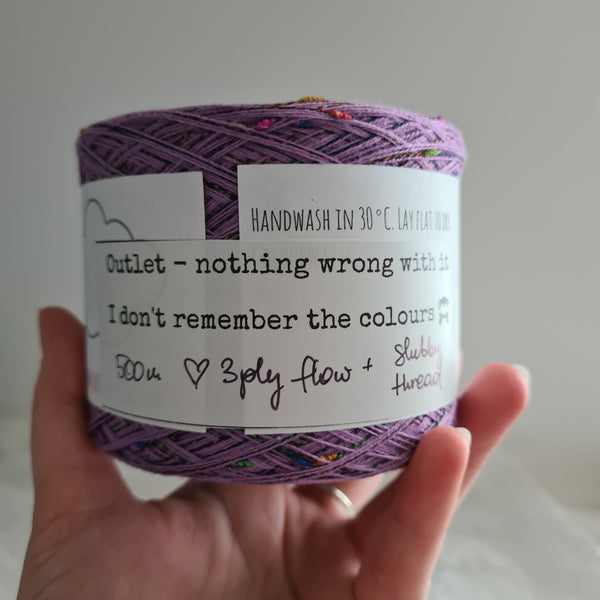 HANDWASH IN 30°C. LAY FLAT TO DRY.
Outlet - nothing wrong with it
I don't remember the colours
500m ♡ 3ply flow + slubby thread